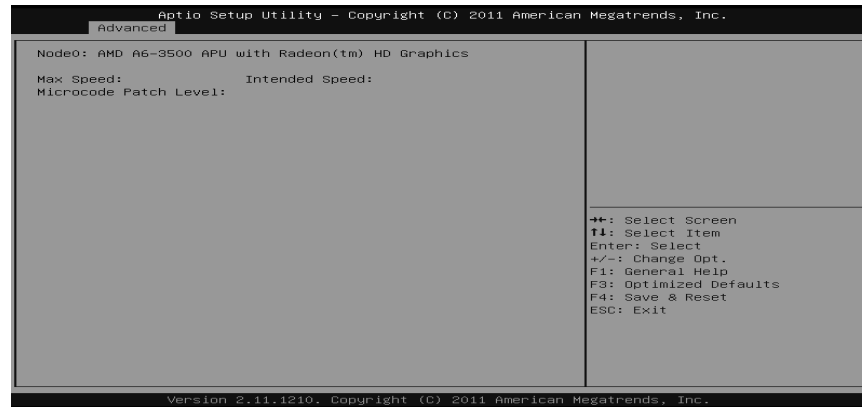 Aptio Setup Utility – Copyright (C) 2011 American Megatrends, Inc.
Advanced
Node0: AMD A6-3500 APU with Radeon(tm) HD Graphics
Max Speed: Intended Speed:
Microcode Patch Level:
→←: Select Screen
↑↓: Select Item
Enter: Select
+/-: Change Opt.
F1: General Help
F3: Optimized Defaults
F4: Save & Reset
ESC: Exit
Version 2.11.1210. Copyright (C) 2011 American Megatrends, Inc.